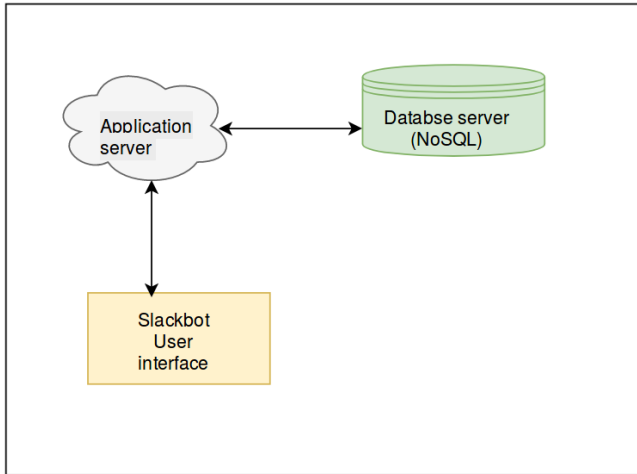 Application
server
Databse server
(NoSQL)
Slackbot
User
interface